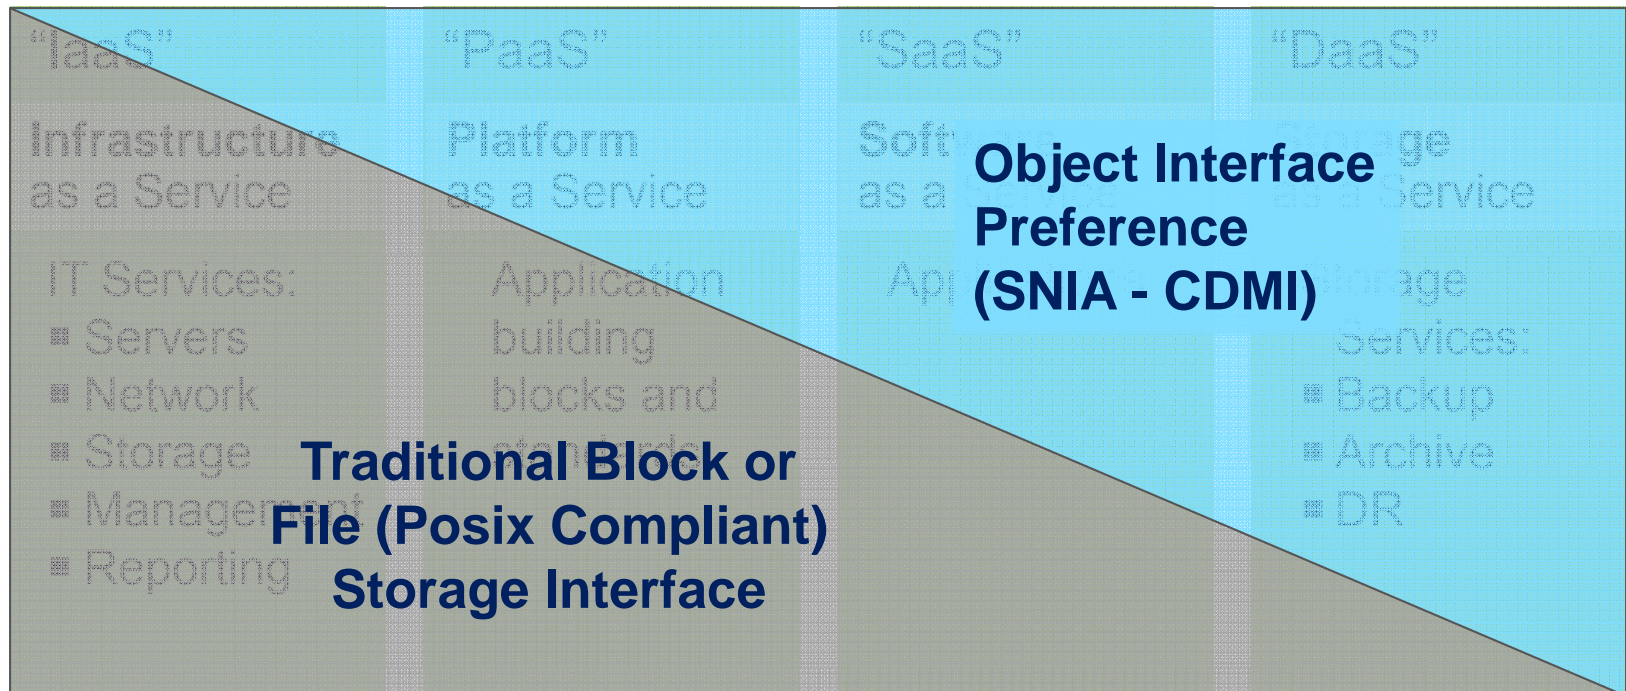 “IaaS”
Infrastructure
as a Service
IT Services:
▪ Servers
▪ Network
▪ Storage
▪ Management
▪ Reporting
“PaaS”
Platform
as a Service
Application
building
blocks and
standards
“SaaS”
as a
“DaaS”
Service
Services:
▪ Backup
▪ Archive
▪ DR
Object Interface
Preference
(SNIA - CDMI)
Traditional Block or
File (Posix Compliant)
Storage Interface